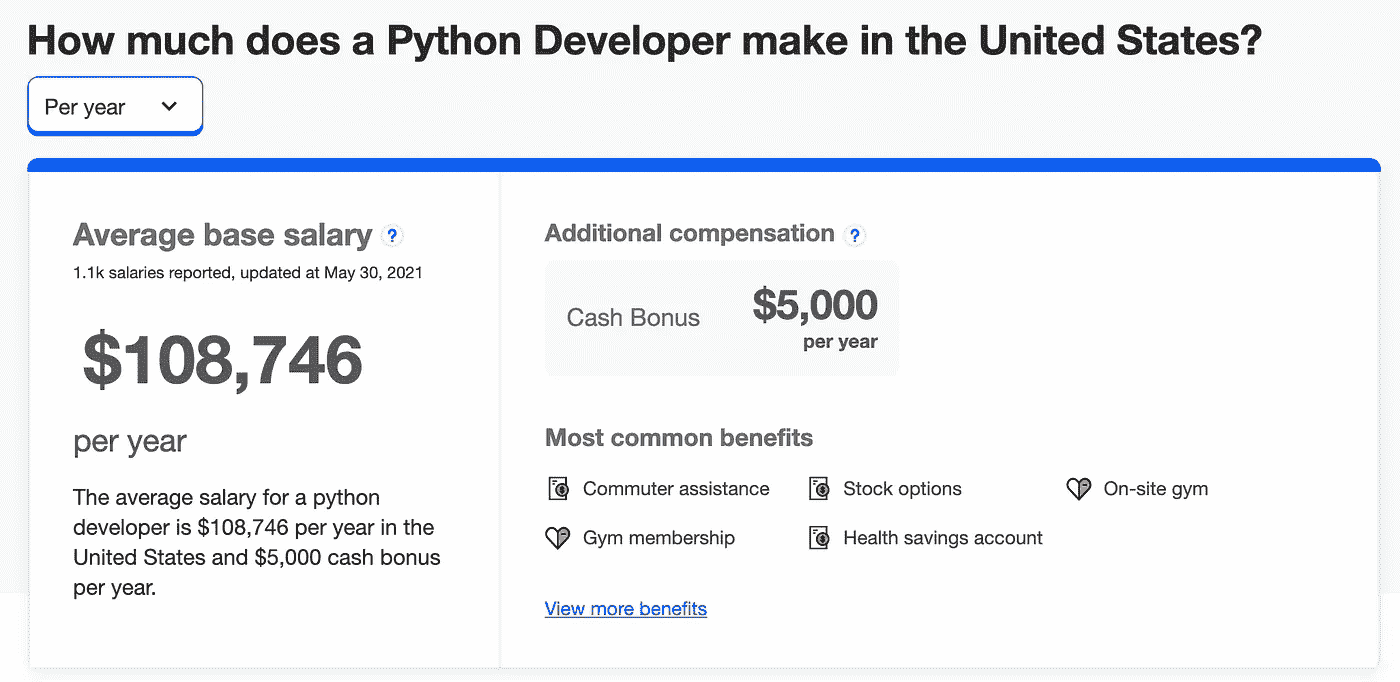 How much does a Python Developer make in the United States?
Per year
Average base salary ?
1.1k salaries reported, updated at May 30, 2021
$108,746
per year
The average salary for a python
developer is $108,746 per year in the
United States and $5,000 cash bonus
per year.
Additional compensation ?
Cash Bonus
$5,000
per year
Most common benefits
Commuter assistance
Stock options
On-site gym
Gym membership
Health savings account
View more benefits